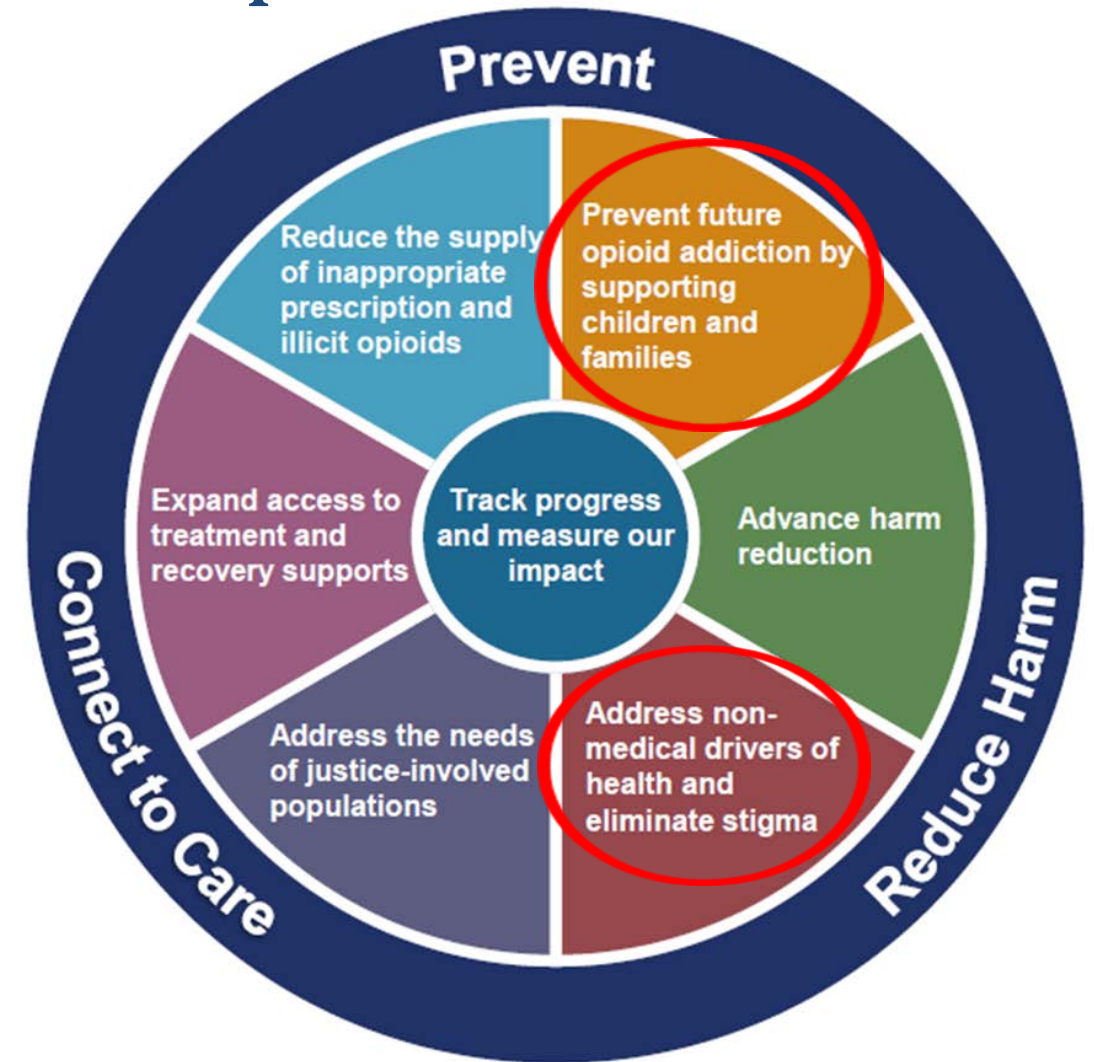 Prevent
Reduce the supply
of inappropriate
prescription and
illicit opioids
Prevent future
opioid addiction by
supporting
children and
families
Expand access to
treatment and
recovery supports
Track progress
and measure our
impact
Advance harm
reduction
Address the needs
of justice-involved
populations
Address non-
medical drivers of
health and
eliminate stigma
Connect to Care
Reduce Harm